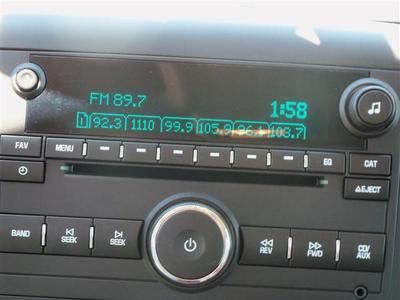 FM 89.7 1:58
1 92.3 1110 99.9 105.9 96.1 103.7
FAV MENU EQ CAT
EJECT
BAND SEEK SEEK REV FWD CD/
AUX